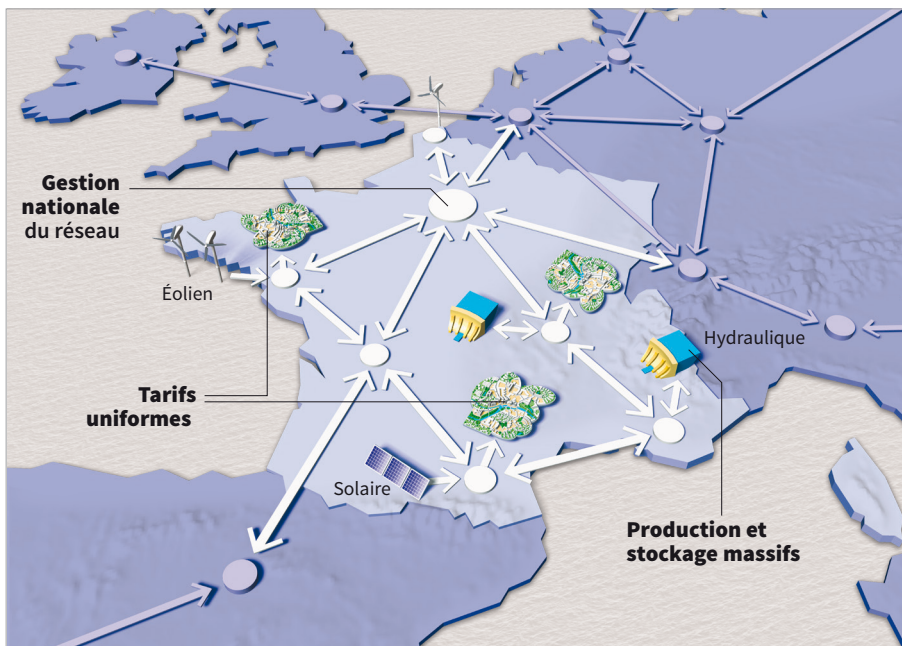 Gestion
nationale
du réseau
Éolien
Hydraulique
Tarifs
uniformes
Solaire
Production et
stockage massifs